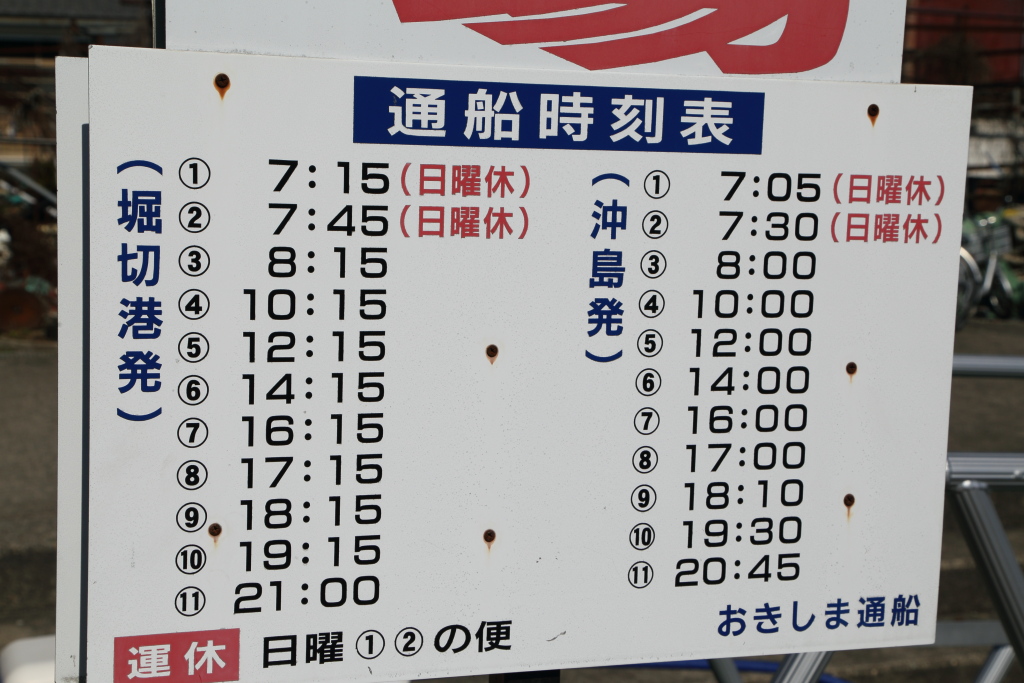 通船時刻表
(堀切港発)
① 7:15(日曜休)
② 7:45(日曜休)
③ 8:15
④ 10:15
⑤ 12:15
⑥ 14:15
⑦ 16:15
⑧ 17:15
⑨ 18:15
⑩ 19:15
⑪ 21:00
(沖島発)
① 7:05(日曜休)
② 7:30(日曜休)
③ 8:00
④ 10:00
⑤ 12:00
⑥ 14:00
⑦ 16:00
⑧ 17:00
⑨ 18:10
⑩ 19:30
⑪ 20:45
運休 日曜①②の便
おきしま通船